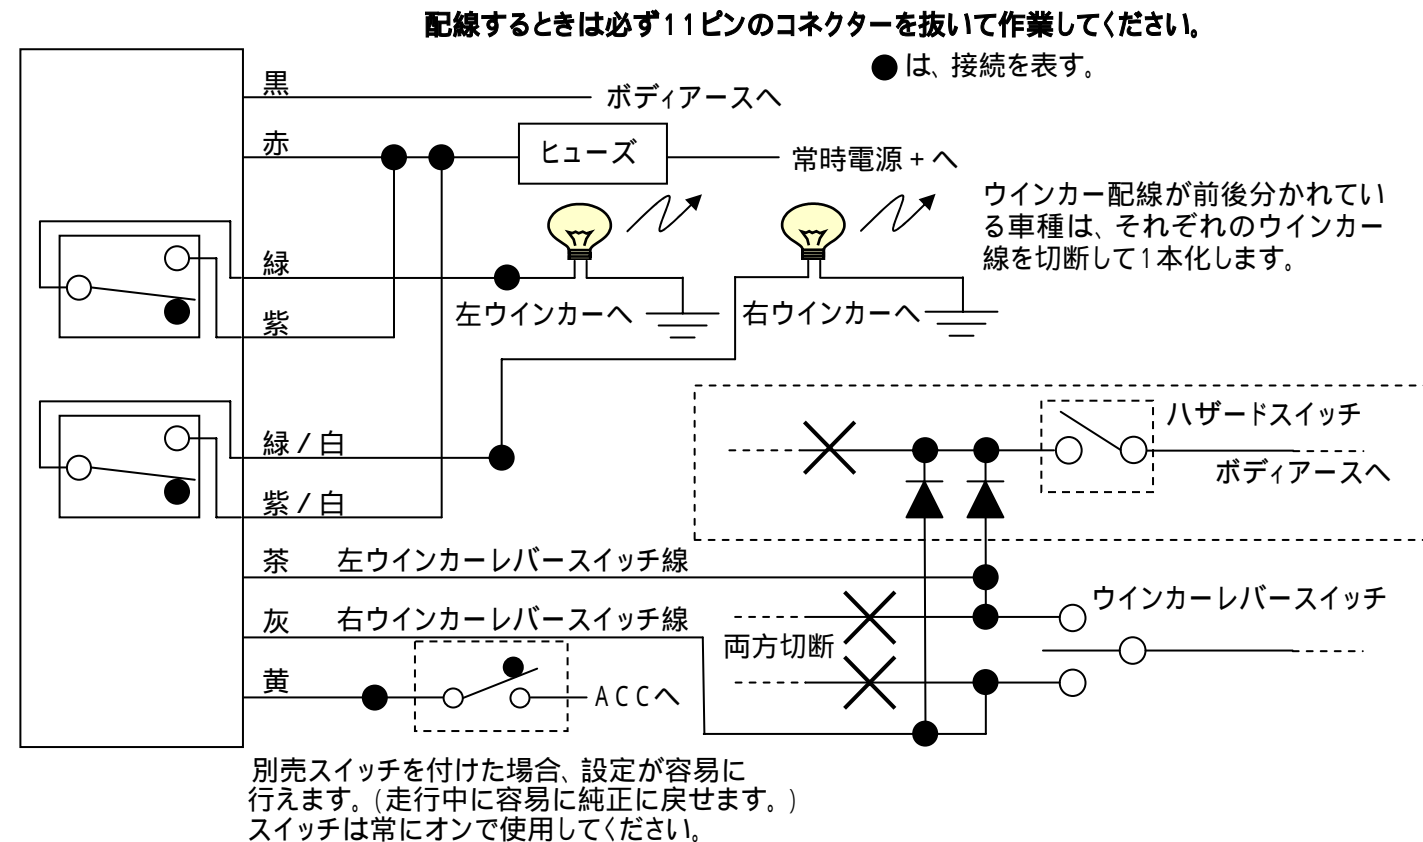 配線するときは必ず11ピンのコネクターを抜いて作業してください。
●は、接続を表す。
黒
ボディアースへ
赤
ヒューズ
常時電源+へ
ウインカー配線が前後分かれてい
る車種は、それぞれのウインカー
線を切断して1本化します。
緑
左ウインカーへ
右ウインカーへ
紫
ハザードスイッチ
ボディアースへ
緑/白
紫/白
茶 左ウインカーレバースイッチ線
ウインカーレバースイッチ
灰 右ウインカーレバースイッチ線
両方切断
黄
ACCへ
別売スイッチを付けた場合、設定が容易に
行えます。(走行中に容易に純正に戻せます。)
スイッチは常にオンで使用してください。